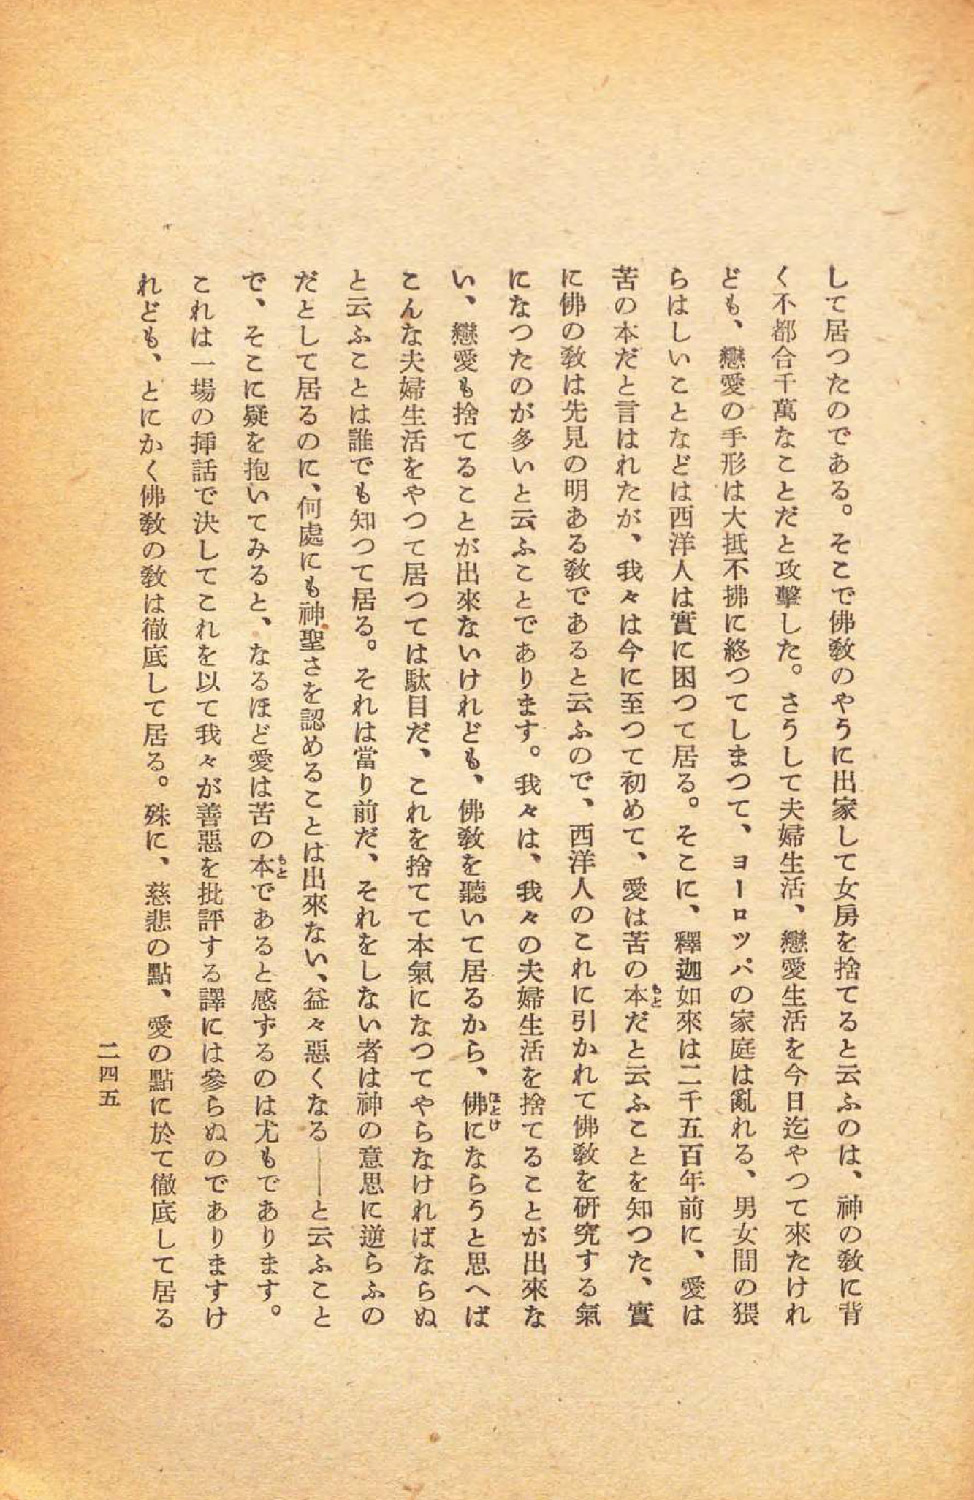 して居つたのである。そこで佛敎のやうに出家して女房を捨てると云ふのは、神の敎に背
く不都合千萬なことだと攻擊した。さうして夫婦生活、戀愛生活を今日迄やつて來たけれ
ども、戀愛の手形は大抵不拂に終つてしまつて、ヨーロッパの家庭は亂れる、男女間の猥
らはしいことなどは西洋人は實に困つて居る。そこに、釋迦如來は二千五百年前に、愛は
苦の本だと言はれたが、我々は今に至つて初めて、愛は苦の本もとだと云ふことを知つた、實
に佛の敎は先見の明ある敎であると云ふので、西洋人のこれに引かれて佛敎を硏究する氣
になつたのが多いと云ふことであります。我々は、我々の夫婦生活を捨てることが出來な
い、戀愛も捨てることが出來ないけれども、佛敎を聽いて居るから、佛ほとけにならうと思へば
こんな夫婦生活をやつて居つては駄目だ、これを捨てて本氣になつてやらなければならぬ
と云ふことは誰でも知つて居る。それは當り前だ、それをしない者は神の意思に逆らふの
だとして居るのに、何處にも神聖さを認めることは出來ない、益々惡くなる――と云ふこと
で、そこに疑を抱いてみると、なるほど愛は苦の本もとであると感ずるのは尤もであります。
これは一場の揷話で決してこれを以て我々が善惡を批評する譯には參らぬのでありますけ
れども、とにかく佛敎の敎は徹底して居る。殊に、慈悲の點、愛の點に於て徹底して居る
二四五